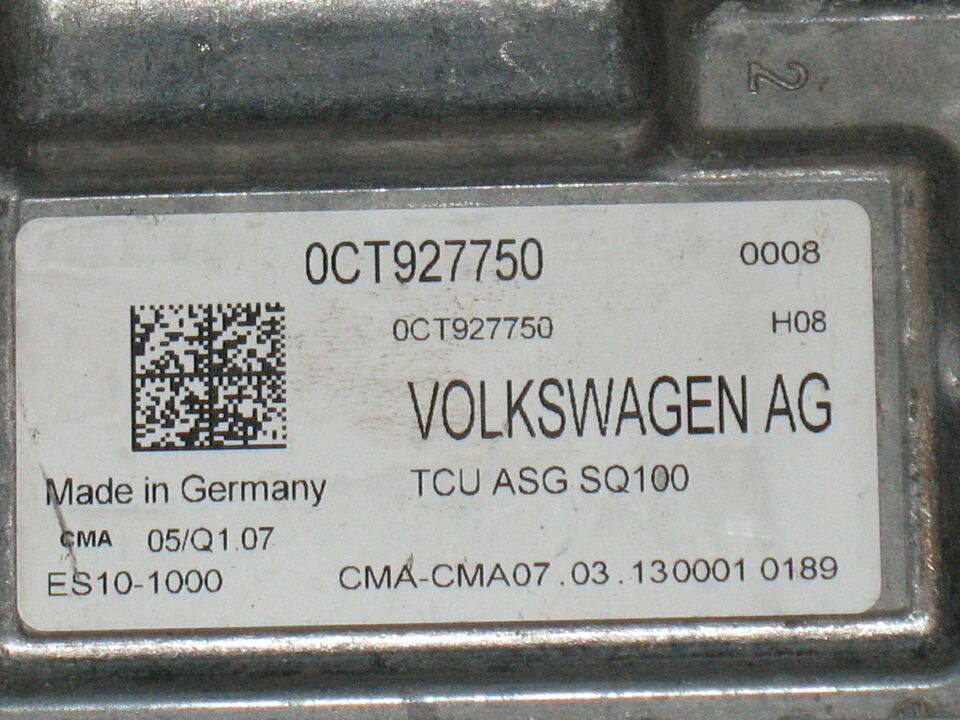 2
0CT927750 0008
0CT927750 H08
VOLKSWAGEN AG
TCU ASG SQ100
Made in Germany
CMA 05/Q1.07
ES10-1000 CMA-CMA07.03.130001 0189